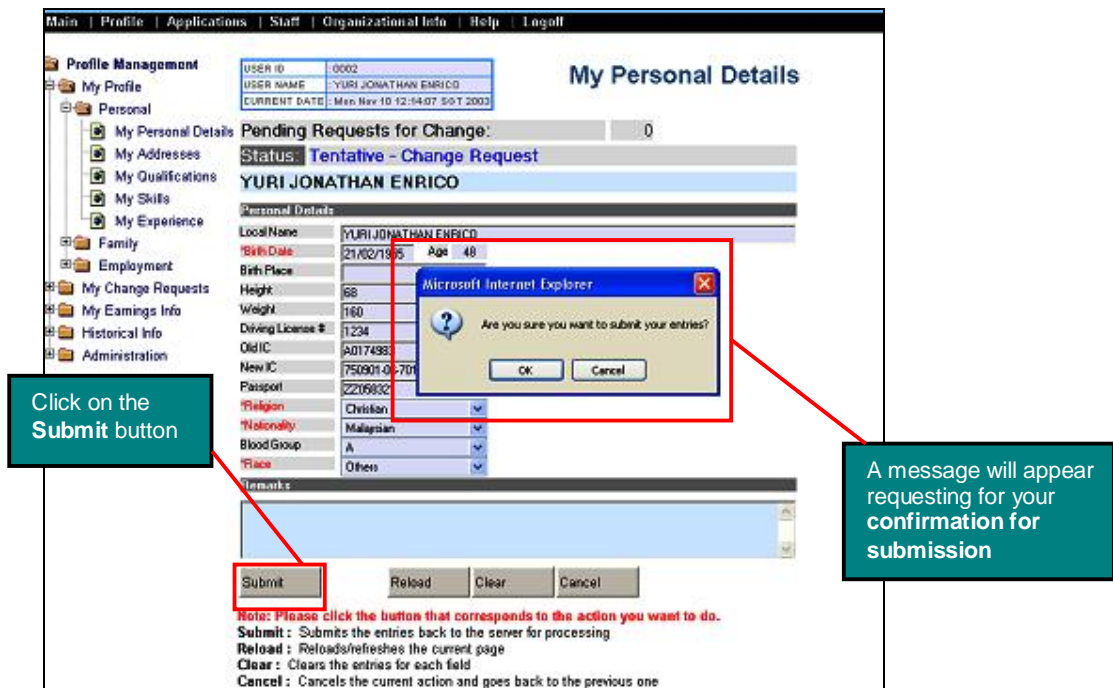 Main | Profile | Applications | Staff | Organizational Info | Help | Logoff
Profile Management
My Profile
Personal
My Personal Details
My Addresses
My Qualifications
My Skills
My Experience
Family
Employment
My Change Requests
My Earnings Info
Historical Info
Administration
USER ID : 0002
USER NAME : YURI JONATHAN ENRICO
CURRENT DATE : Mon Nov 10 12:14:07 SGT 2003
My Personal Details
Pending Requests for Change: 0
Status: Tentative - Change Request
YURI JONATHAN ENRICO
Personal Details
Local Name YURI JONATHAN ENRICO
*Birth Date 21/02/1955 Age 48
Birth Place
Height 68
Weight 160
Driving License # 1234
Old IC A0174983
New IC
Passport
*Religion Christian
*Nationality Malaysian
Blood Group A
*Race Others
Remarks
Microsoft Internet Explorer
Are you sure you want to submit your entries?
OK Cancel
Click on the
Submit button
A message will appear
requesting for your
confirmation for
submission
Submit Reload Clear Cancel
Note: Please click the button that corresponds to the action you want to do.
Submit : Submits the entries back to the server for processing
Reload : Reloads/refreshes the current page
Clear : Clears the entries for each field
Cancel : Cancels the current action and goes back to the previous one